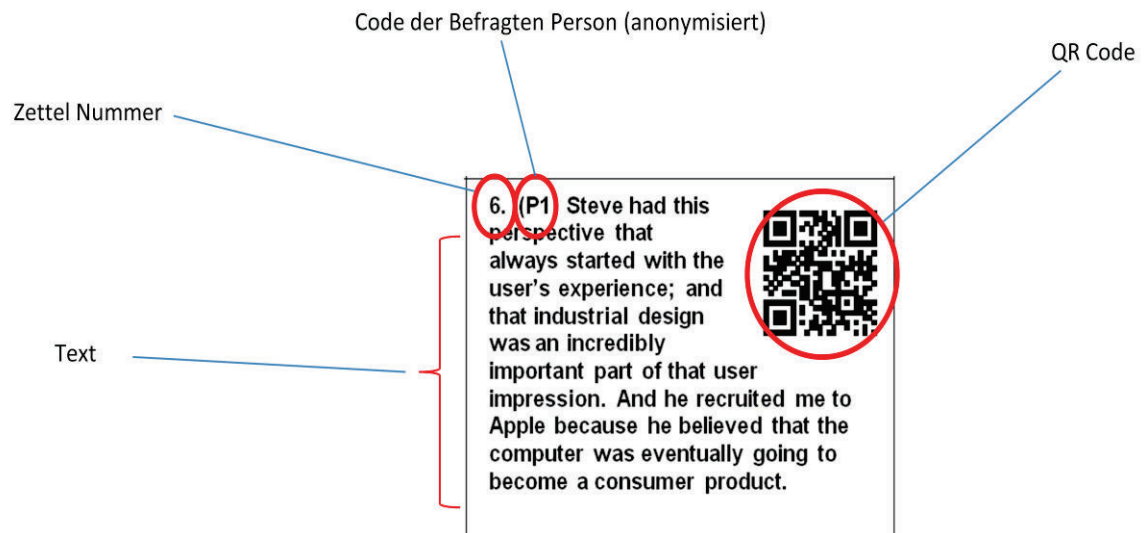 Code der Befragten Person (anonymisiert)
QR Code
Zettel Nummer
6. (P1 Steve had this
perspective that
always started with the
user's experience; and
that industrial design
was an incredibly
important part of that user
impression. And he recruited me to
Apple because he believed that the
computer was eventually going to
become a consumer product.
Text